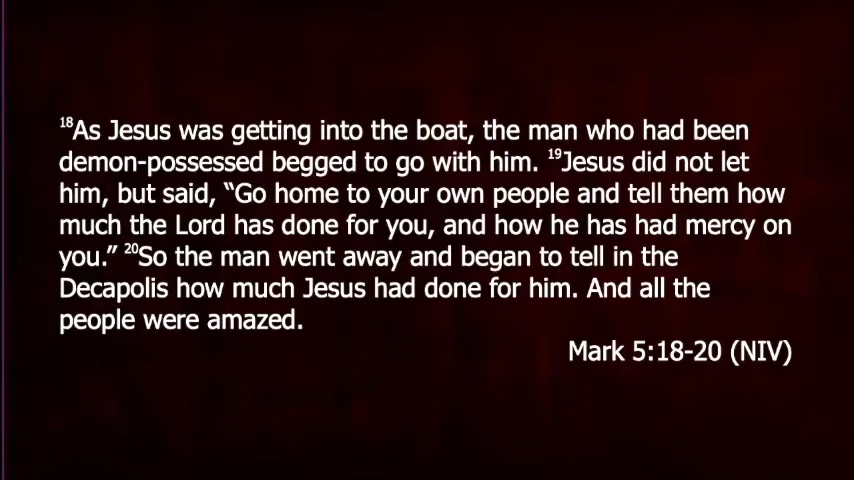 18As Jesus was getting into the boat, the man who had been
demon-possessed begged to go with him. 19Jesus did not let
him, but said, “Go home to your own people and tell them how
much the Lord has done for you, and how he has had mercy on
you.” 20So the man went away and began to tell in the
Decapolis how much Jesus had done for him. And all the
people were amazed.
Mark 5:18-20 (NIV)